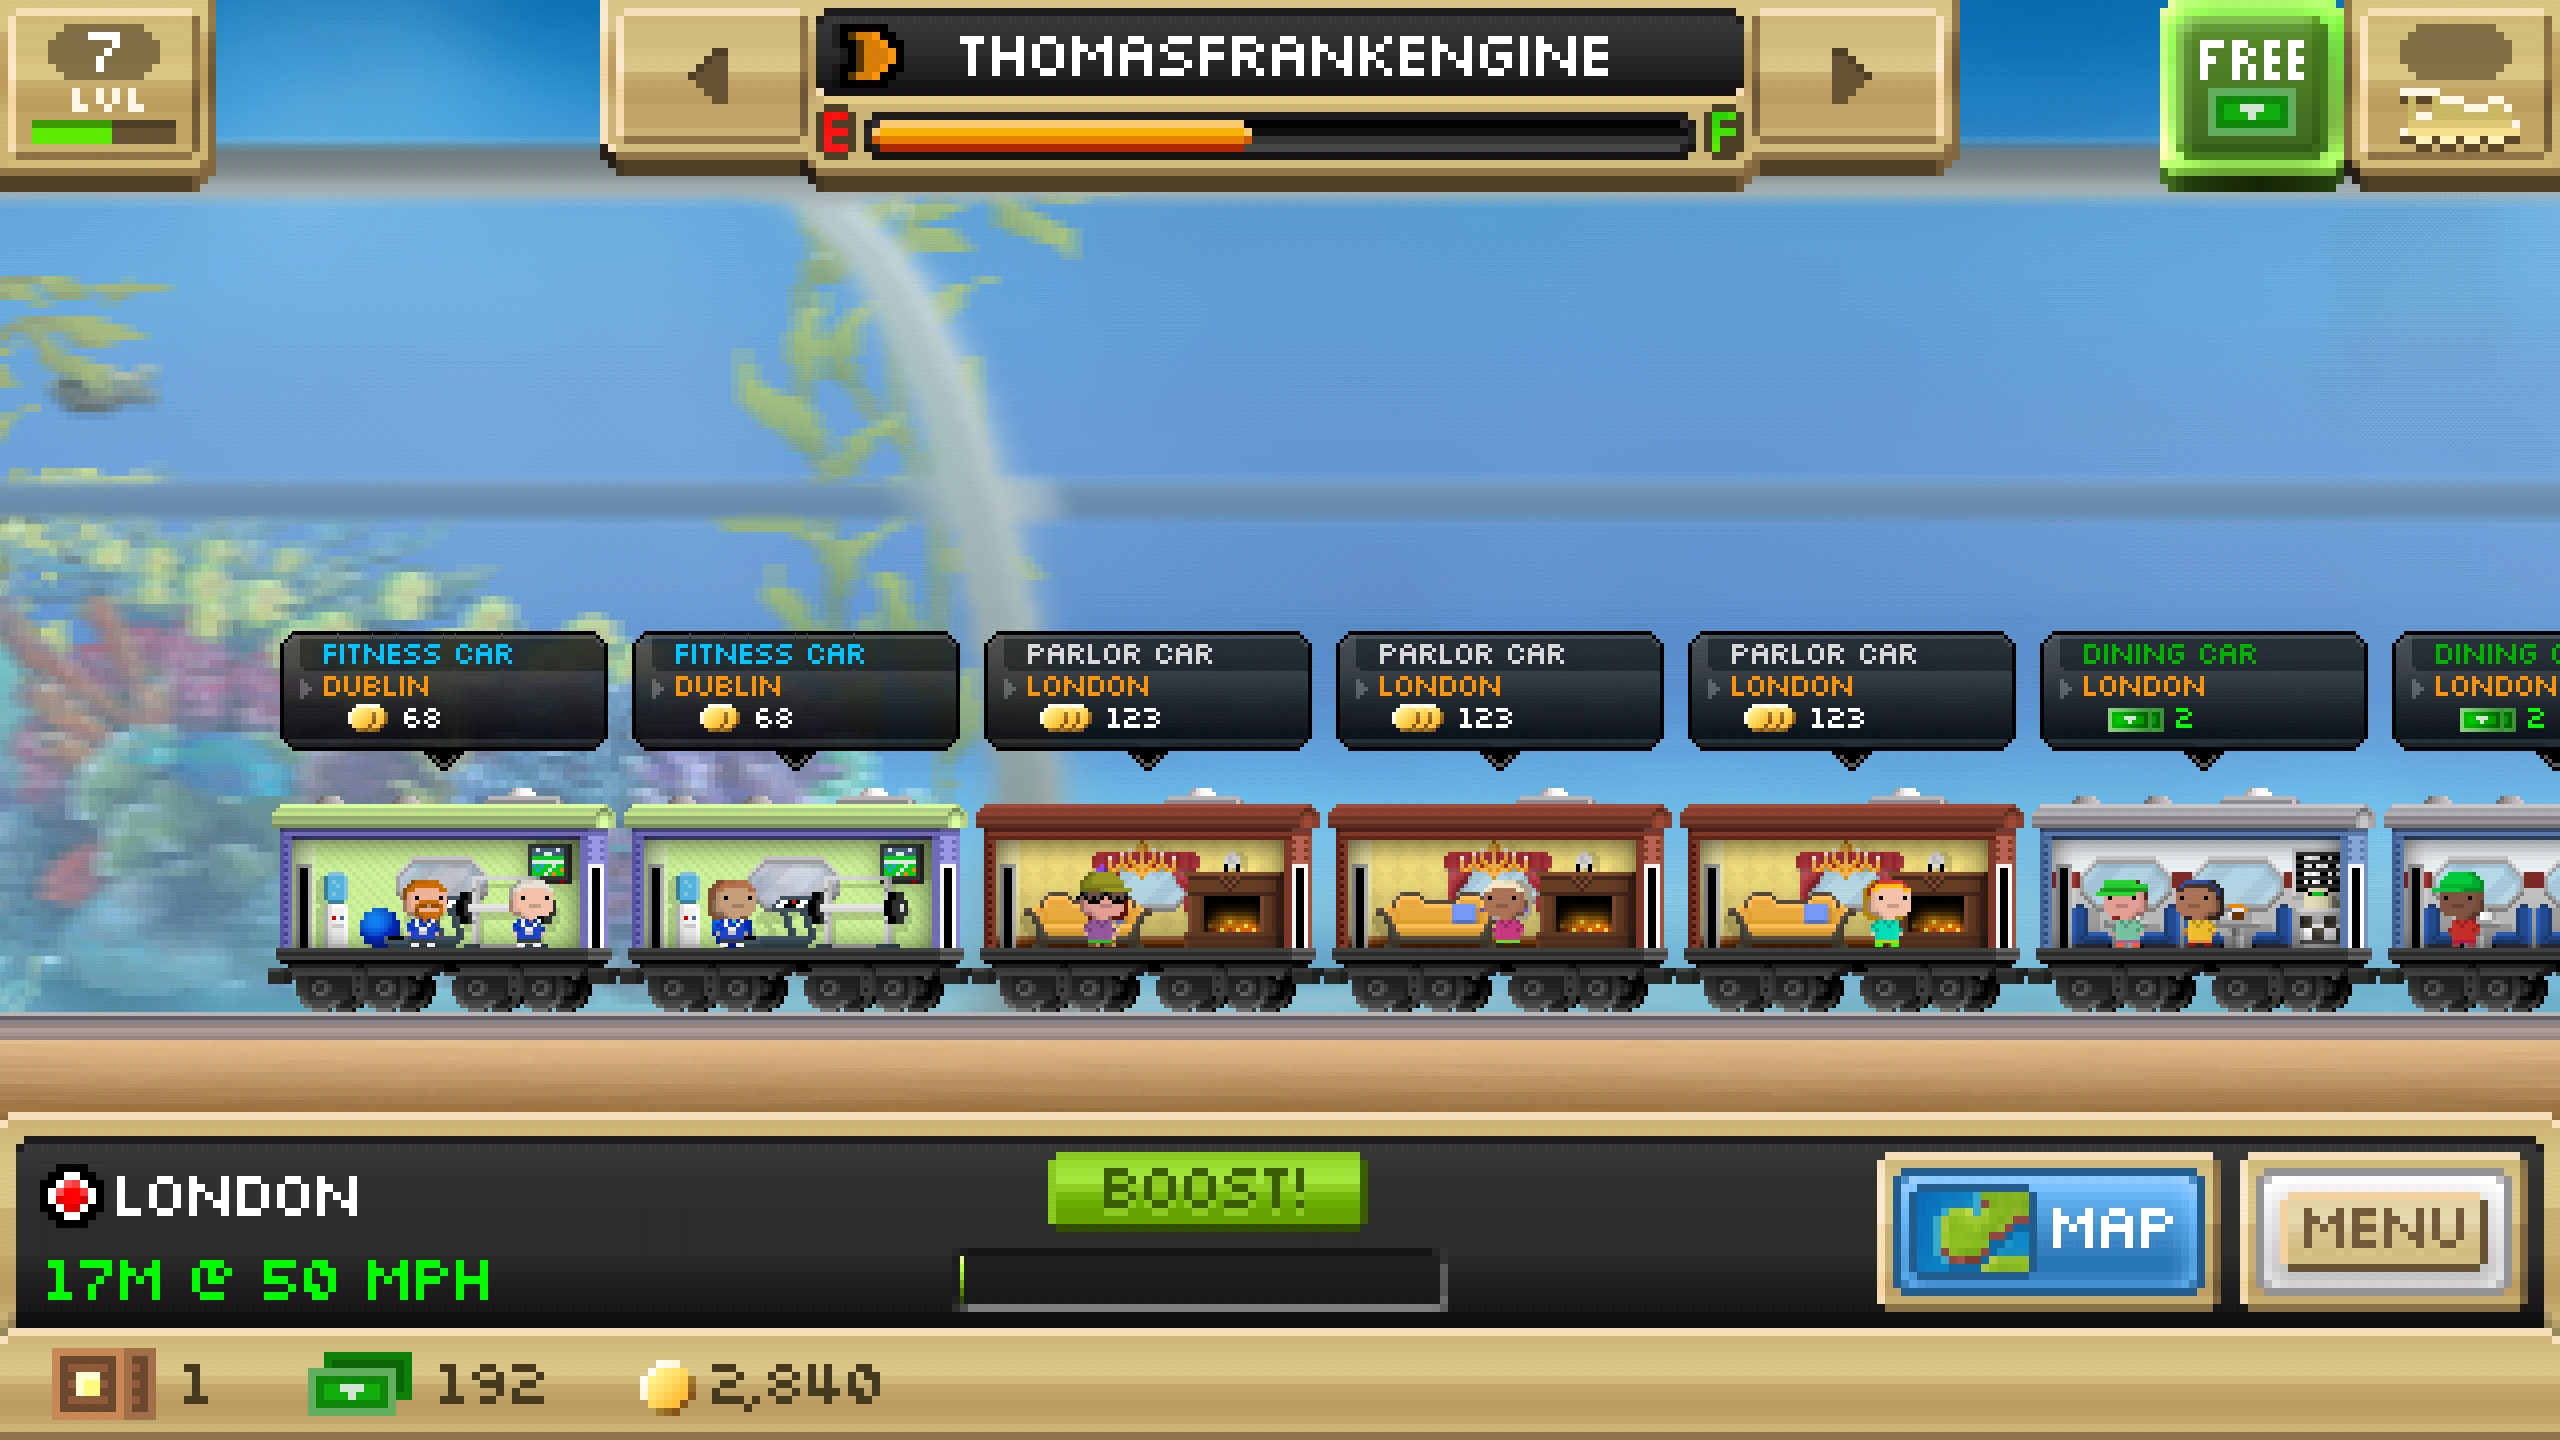 7
LVL
THOMASFRANKENGINE
E
F
FREE
FITNESS CAR
DUBLIN
68
FITNESS CAR
DUBLIN
68
PARLOR CAR
LONDON
123
PARLOR CAR
LONDON
123
PARLOR CAR
LONDON
123
DINING CAR
LONDON
2
DINING C
LONDON
2
LONDON
17M @ 50 MPH
BOOST!
MAP
MENU
1
192
2,840